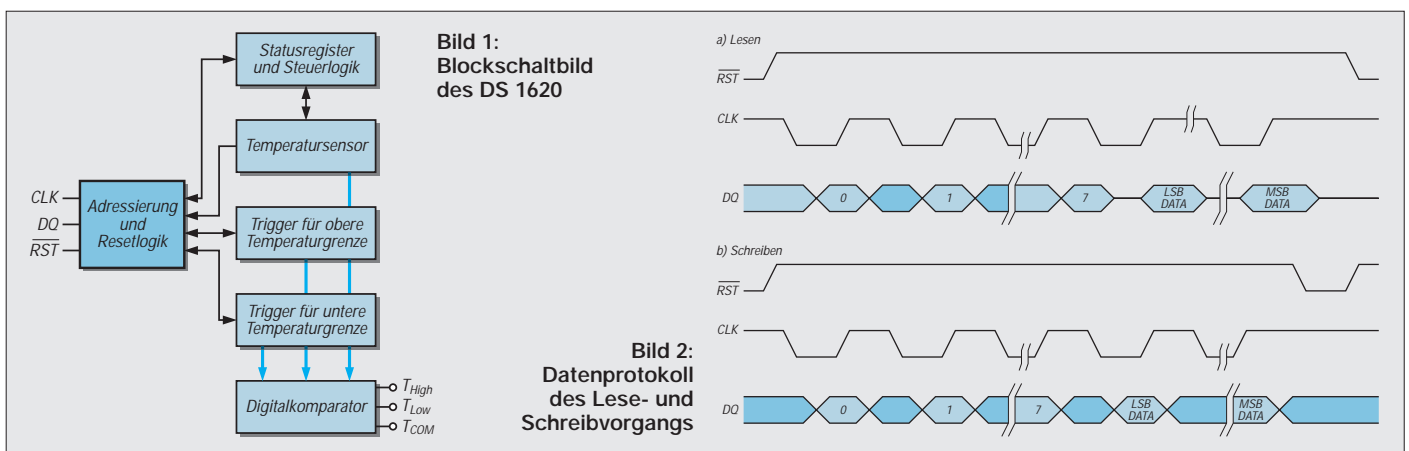 Bild 1:
Blockschaltbild
des DS 1620
Statusregister
und Steuerlogik
Temperatursensor
CLK
DQ
RST
Adressierung
und
Resetlogik
Trigger für obere
Temperaturgrenze
Trigger für untere
Temperaturgrenze
Digitalkomparator
THigh
TLow
TCOM
Bild 2:
Datenprotokoll
des Lese- und
Schreibvorgangs
a) Lesen
RST
CLK
DQ 0 1 7 LSB DATA MSB DATA
b) Schreiben
RST
CLK
DQ 0 1 7 LSB DATA MSB DATA